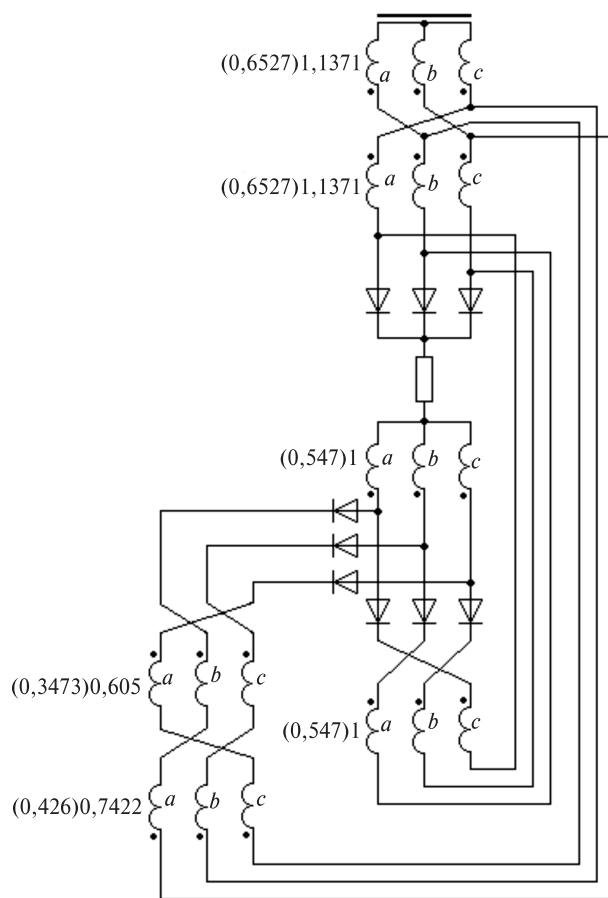 (0,6527)1,1371 a b c
(0,6527)1,1371 a b c
(0,547)1 a b c
(0,3473)0,605 a b c
(0,547)1 a b c
(0,426)0,7422 a b c